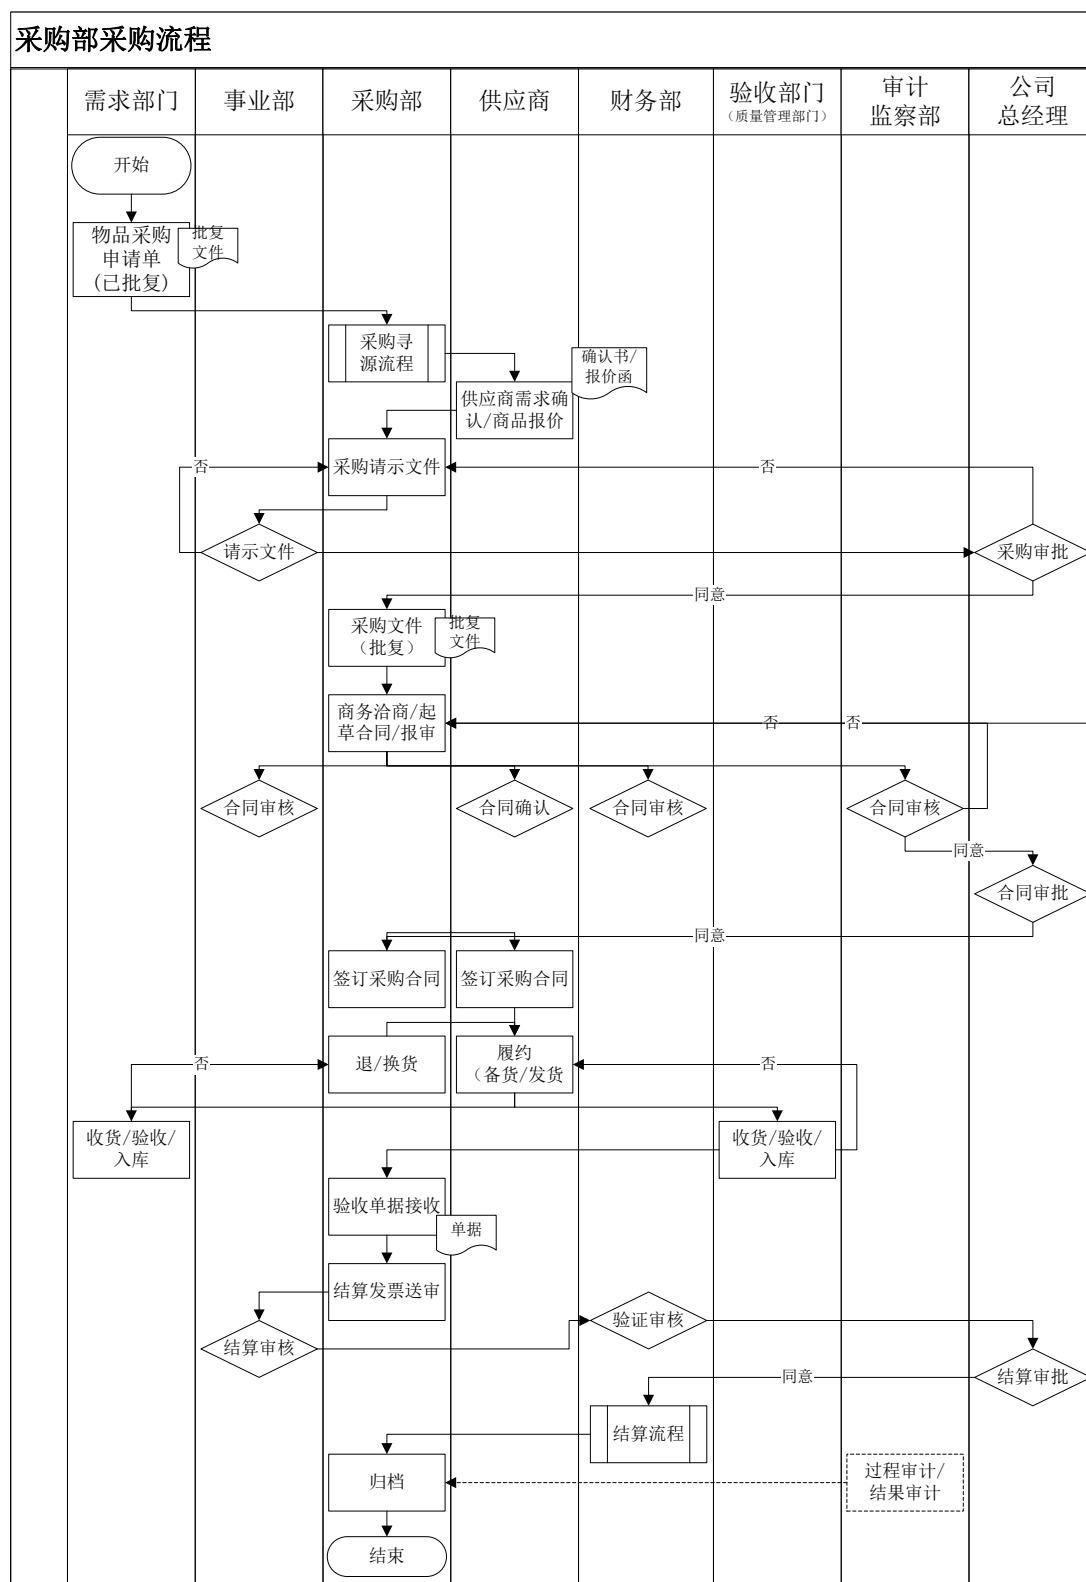 采购部采购流程
需求部门
事业部
采购部
供应商
财务部
验收部门
（质量管理部门）
审计
监察部
公司
总经理
开始
物品采购
申请单
(已批复)
批复
文件
采购寻
源流程
确认书/
报价函
供应商需求确
认/商品报价
否
采购请示文件
否
请示文件
采购审批
同意
采购文件
（批复）
批复
文件
商务洽商/起
草合同/报审
否
否
合同审核
合同确认
合同审核
合同审核
同意
合同审批
同意
签订采购合同
签订采购合同
否
退/换货
履约
（备货/发货
否
收货/验收/
入库
收货/验收/
入库
验收单据接收
单据
结算发票送审
结算审核
验证审核
结算审批
同意
结算流程
归档
过程审计/
结果审计
结束